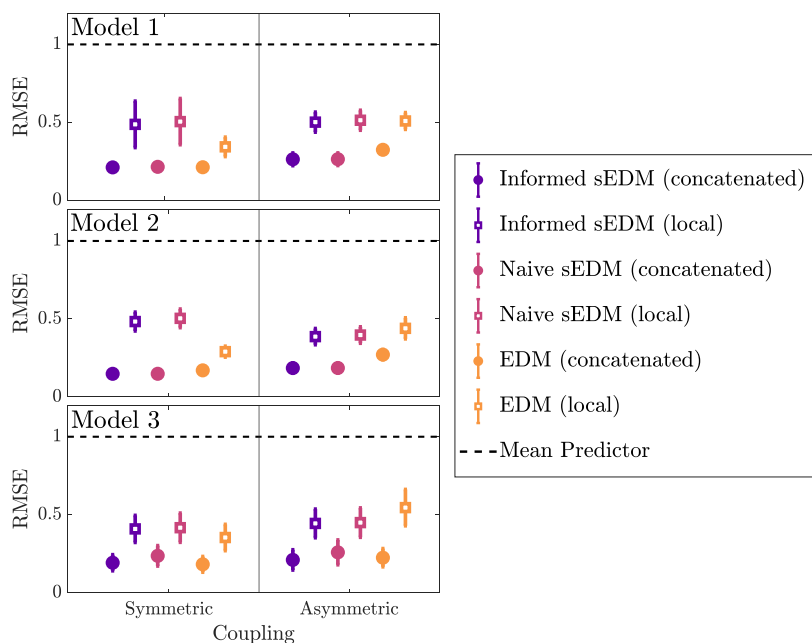 Model 1
1
0.5
0
RMSE
Model 2
1
0.5
0
RMSE
Model 3
1
0.5
0
RMSE
Symmetric
Asymmetric
Coupling
Informed sEDM (concatenated)
Informed sEDM (local)
Naive sEDM (concatenated)
Naive sEDM (local)
EDM (concatenated)
EDM (local)
Mean Predictor